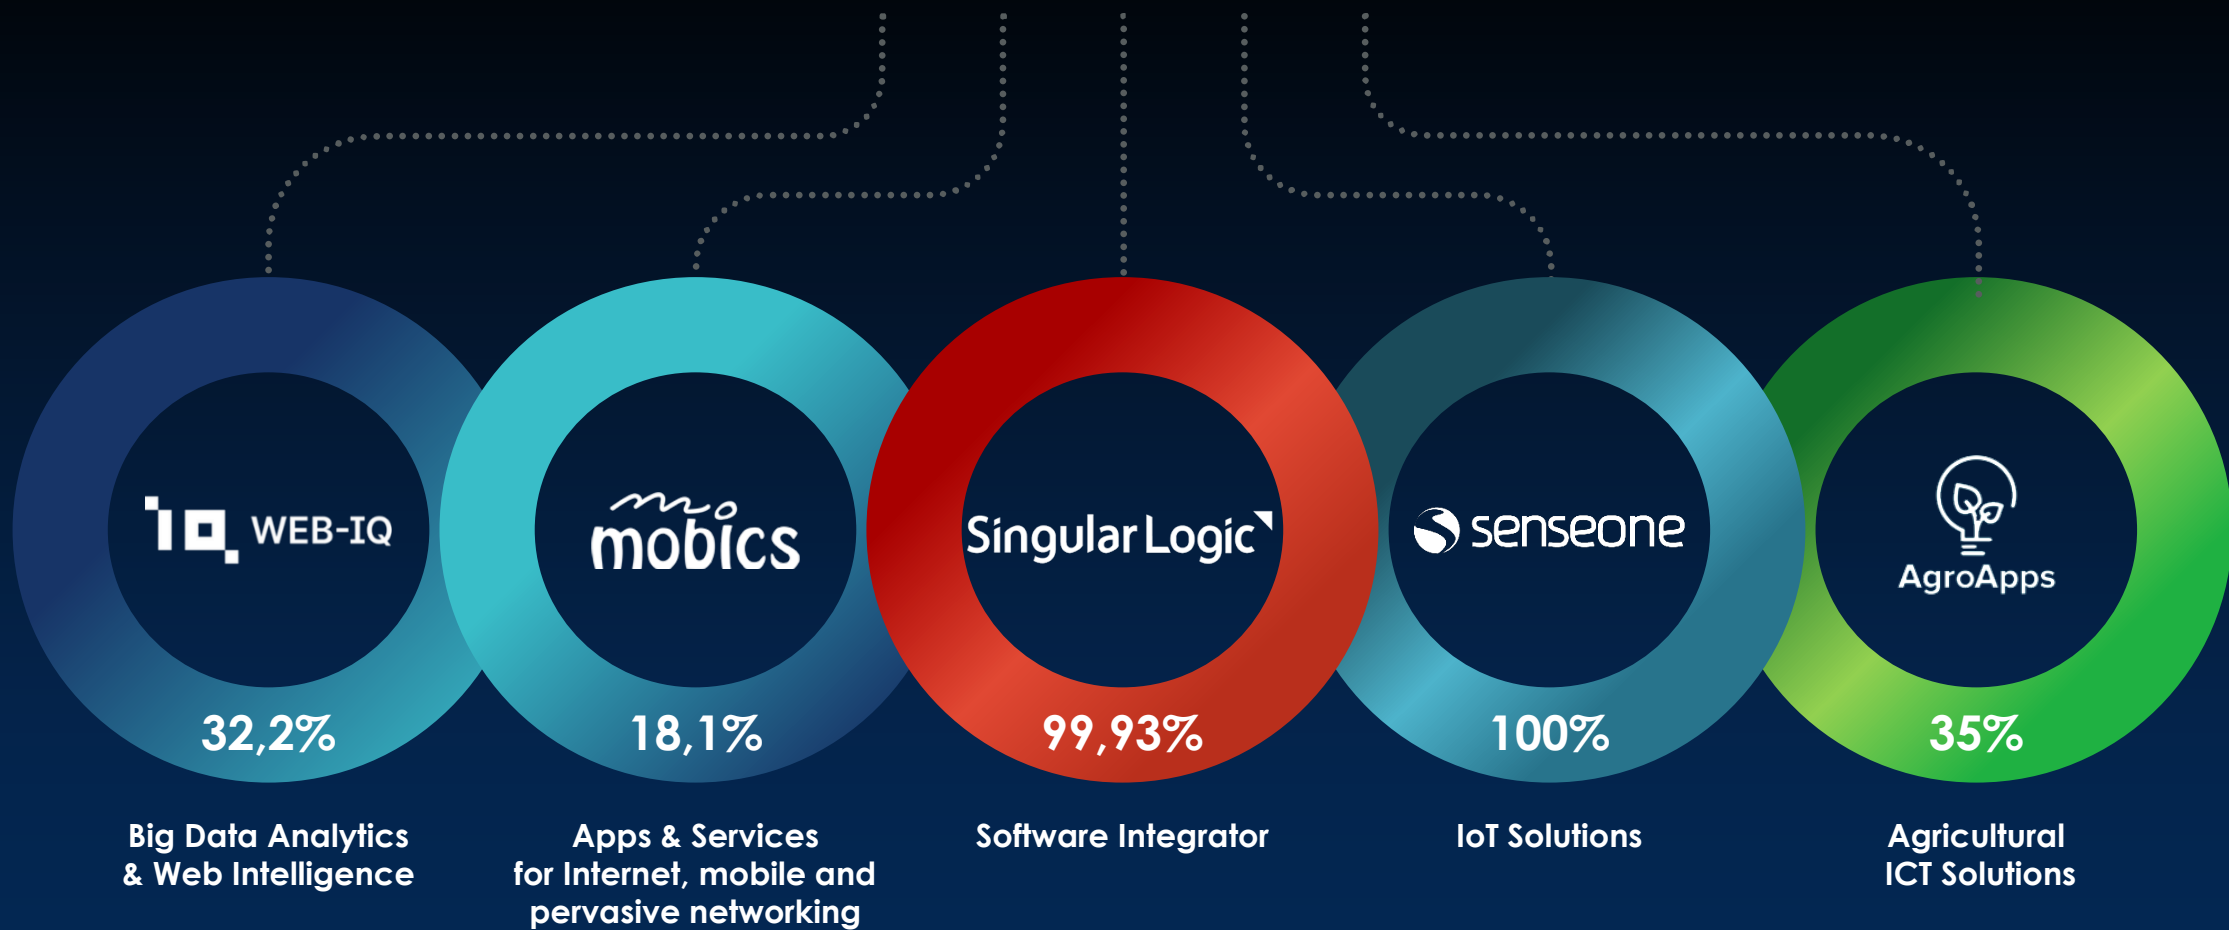 WEB-IQ
mobics
Singular Logic
senseone
AgroApps
32,2%
18,1%
99,93%
100%
35%
Big Data Analytics
& Web Intelligence
Apps & Services
for Internet, mobile and
pervasive networking
Software Integrator
IoT Solutions
Agricultural
ICT Solutions